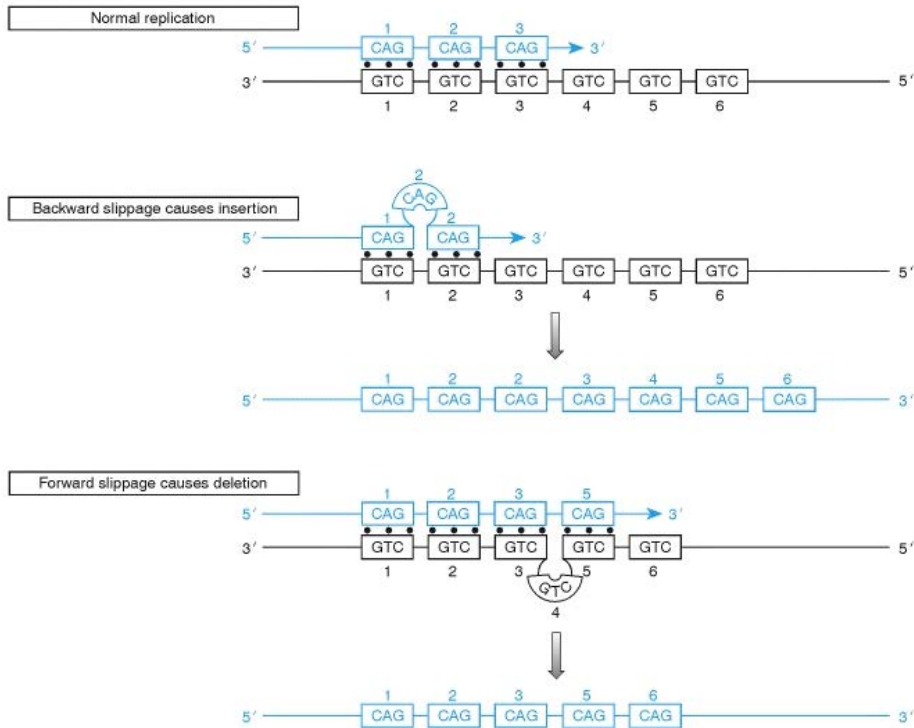 Normal replication
1 2 3
5′ CAG CAG CAG 3′
3′ GTC GTC GTC GTC GTC GTC 5′
1 2 3 4 5 6
2
CAG
Backward slippage causes insertion
1 2
5′ CAG CAG 3′
3′ GTC GTC GTC GTC GTC GTC 5′
1 2 3 4 5 6
1 2 2 3 4 5 6
5′ CAG CAG CAG CAG CAG CAG CAG 3′
Forward slippage causes deletion
1 2 3 5
5′ CAG CAG CAG CAG 3′
3′ GTC GTC GTC GTC GTC 5′
1 2 3 5 6
GTC
4
1 2 3 5 6
5′ CAG CAG CAG CAG CAG 3′